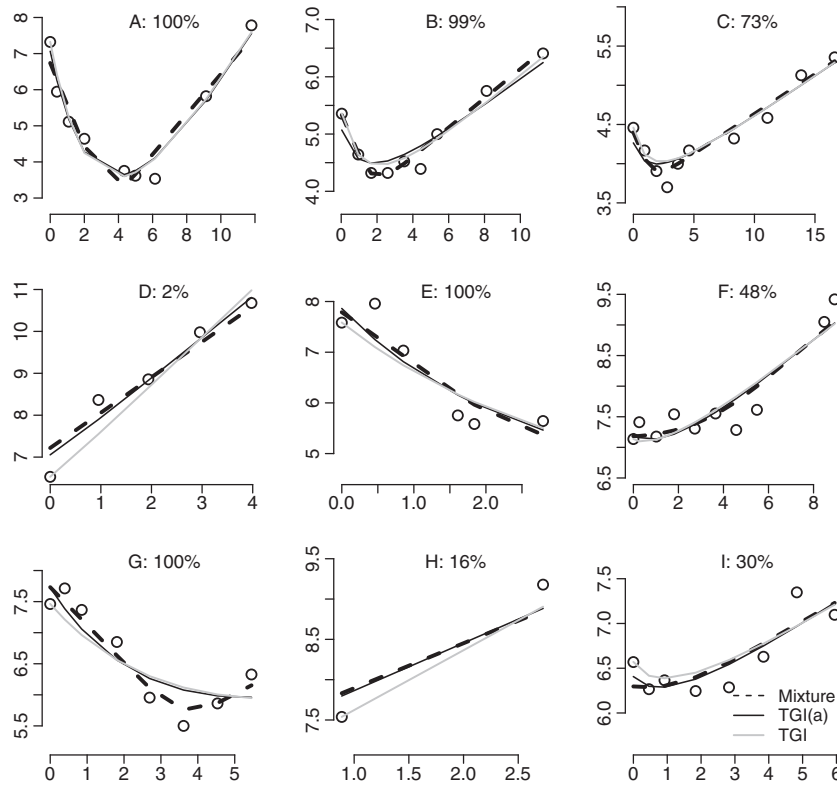 A: 100%
B: 99%
C: 73%
3 4 5 6 7 8
4.0 5.0 6.0 7.0
3.5 4.5 5.5
0 2 4 6 8 10
0 2 4 6 8 10
0 5 10 15
D: 2%
E: 100%
F: 48%
7 8 9 10 11
5 6 7 8
6.5 7.5 8.5 9.5
0 1 2 3 4
0.0 1.0 2.0
0 2 4 6 8
G: 100%
H: 16%
I: 30%
5.5 6.5 7.5
7.5 8.5 9.5
6.0 6.5 7.0 7.5
Mixture
TGI(a)
TGI
0 1 2 3 4 5
1.0 1.5 2.0 2.5
0 1 2 3 4 5 6